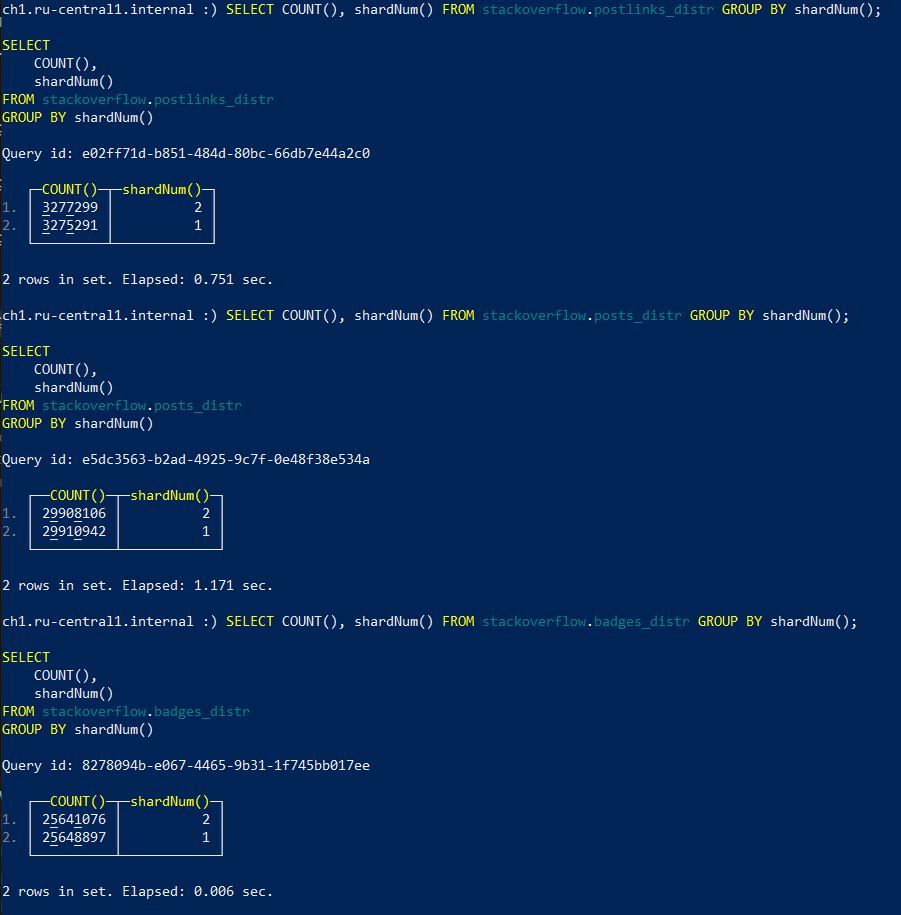 ch1.ru-central1.internal :) SELECT COUNT(), shardNum() FROM stackoverflow.postlinks_distr GROUP BY shardNum();
SELECT
COUNT(),
shardNum()
FROM stackoverflow.postlinks_distr
GROUP BY shardNum()
Query id: e02ff71d-b851-484d-80bc-66db7e44a2c0
COUNT() shardNum()
1. 3277299 2
2. 3275291 1
2 rows in set. Elapsed: 0.751 sec.
ch1.ru-central1.internal :) SELECT COUNT(), shardNum() FROM stackoverflow.posts_distr GROUP BY shardNum();
SELECT
COUNT(),
shardNum()
FROM stackoverflow.posts_distr
GROUP BY shardNum()
Query id: e5dc3563-b2ad-4925-9c7f-0e48f38e534a
COUNT() shardNum()
1. 29908106 2
2. 29910942 1
2 rows in set. Elapsed: 1.171 sec.
ch1.ru-central1.internal :) SELECT COUNT(), shardNum() FROM stackoverflow.badges_distr GROUP BY shardNum();
SELECT
COUNT(),
shardNum()
FROM stackoverflow.badges_distr
GROUP BY shardNum()
Query id: 8278094b-e067-4465-9b31-1f745bb017ee
COUNT() shardNum()
1. 25641076 2
2. 25648897 1
2 rows in set. Elapsed: 0.006 sec.